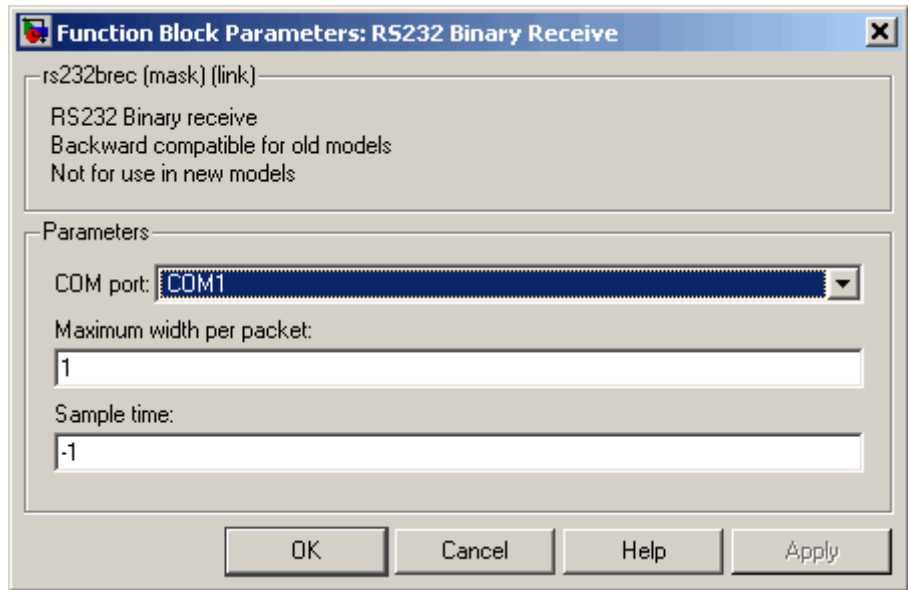 Function Block Parameters: RS232 Binary Receive
rs232brec (mask) (link)
RS232 Binary receive
Backward compatible for old models
Not for use in new models
Parameters
COM port: COM1
Maximum width per packet:
1
Sample time:
-1
OK Cancel Help Apply